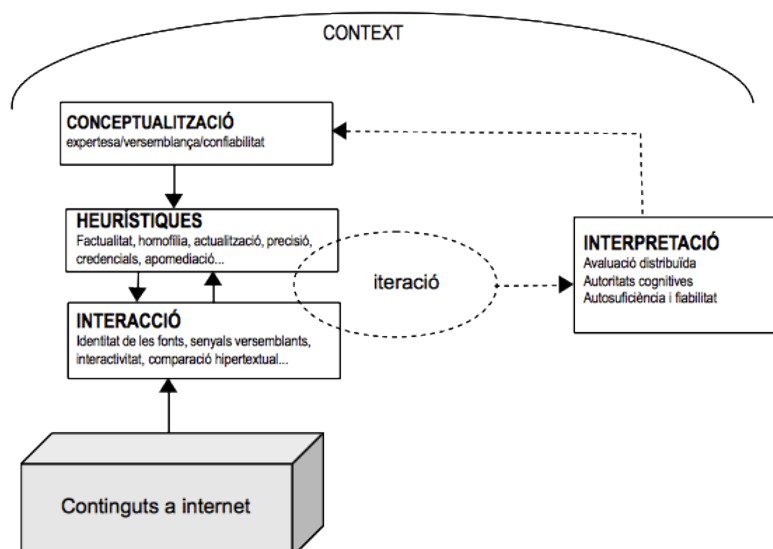 CONTEXT
CONCEPTUALITZACIÓ
expertesa/versemblança/confiabilitat
HEURÍSTIQUES
Factualitat, homofilia, actualització, precisió,
credencials, apomediació...
iteració
INTERPRETACIÓ
Avaluació distribuïda
Autoritats cognitives
Autosuficiència i fiabilitat
INTERACCIÓ
Identitat de les fonts, senyals versemblants,
interactivitat, comparació hipertextual...
Continguts a internet